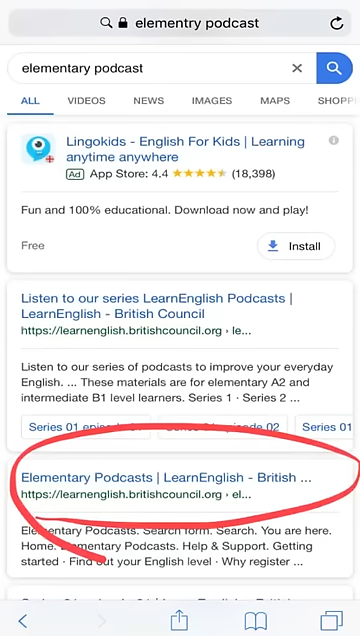 elementry podcast
elementary podcast
ALL VIDEOS NEWS IMAGES MAPS SHOPP
Lingokids - English For Kids | Learning
anytime anywhere
Ad App Store: 4.4 (18,398)
Fun and 100% educational. Download now and play!
Free Install
Listen to our series LearnEnglish Podcasts |
LearnEnglish - British Council
https://learnenglish.britishcouncil.org › le...
Listen to our series of podcasts to improve your everyday
English. ... These materials are for elementary A2 and
intermediate B1 level learners. Series 1 · Series 2 ...
Series 01 episode episode 02 Series 01
Elementary Podcasts | LearnEnglish - British ...
https://learnenglish.britishcouncil.org › el...
Elementary Podcasts. Search form. Search. You are here.
Home. Elementary Podcasts. Help & Support. Getting
started · Find out your English level · Why register ...